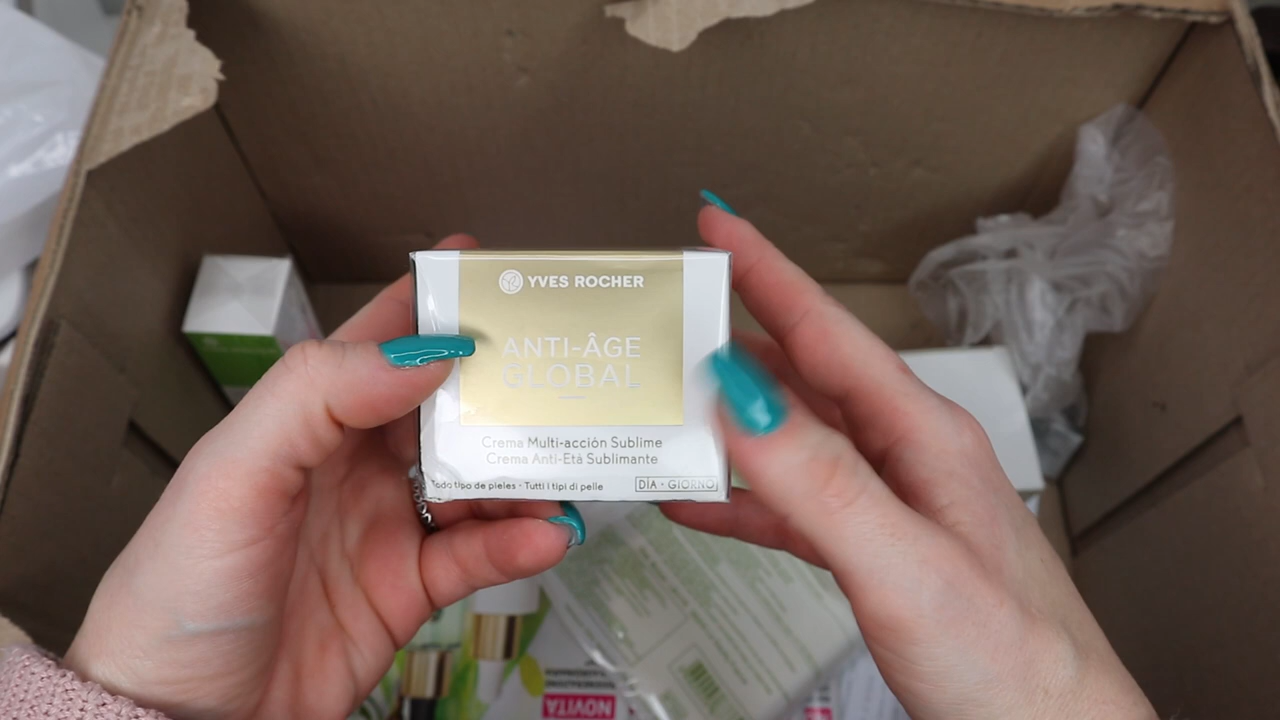 YVES ROCHER
ANTI-ÂGE
GLOBAL
Crema Multi-acción Sublime
Crema Anti-Età Sublimante
Todo tipo de pieles • Tutti i tipi di pelle
DÍA • GIORNO
NOVITÀ